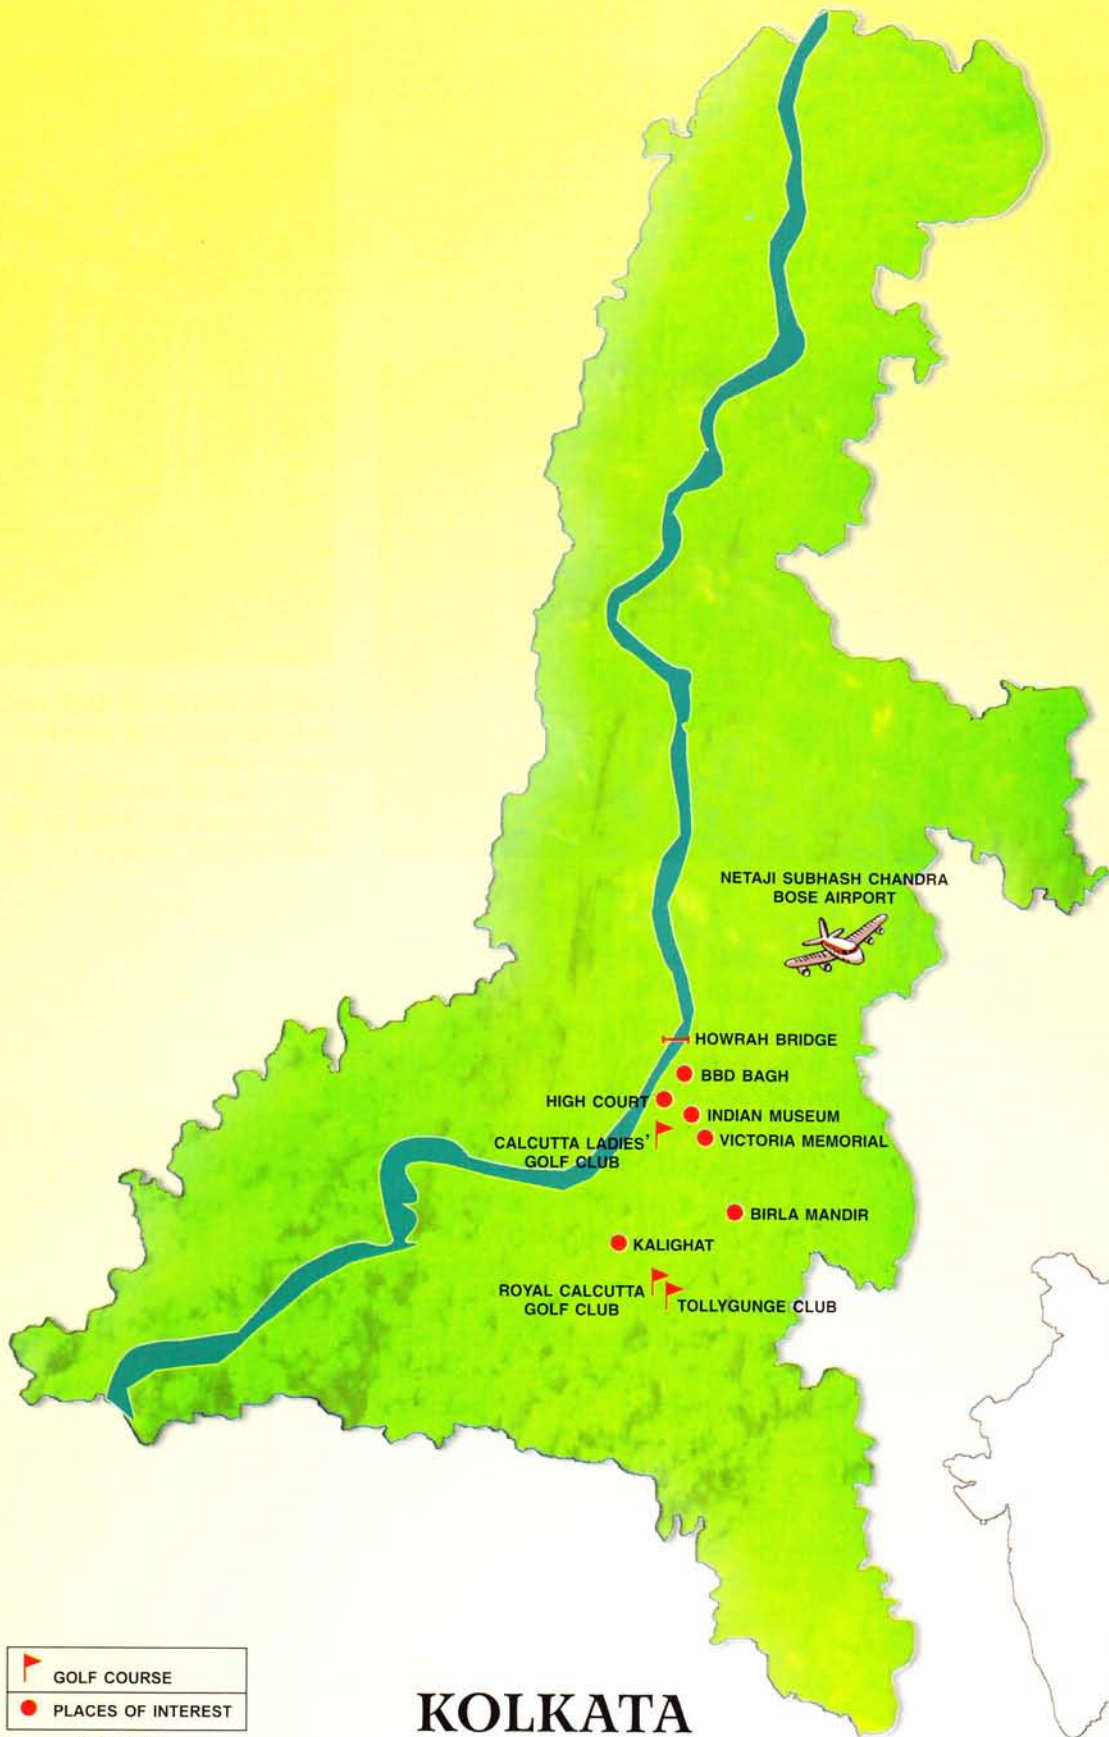 NETAJI SUBHASH CHANDRA
BOSE AIRPORT
HOWRAH BRIDGE
BBD BAGH
HIGH COURT
INDIAN MUSEUM
CALCUTTA LADIES'
GOLF CLUB
VICTORIA MEMORIAL
BIRLA MANDIR
KALIGHAT
ROYAL CALCUTTA
GOLF CLUB
TOLLYGUNGE CLUB
GOLF COURSE
PLACES OF INTEREST
KOLKATA